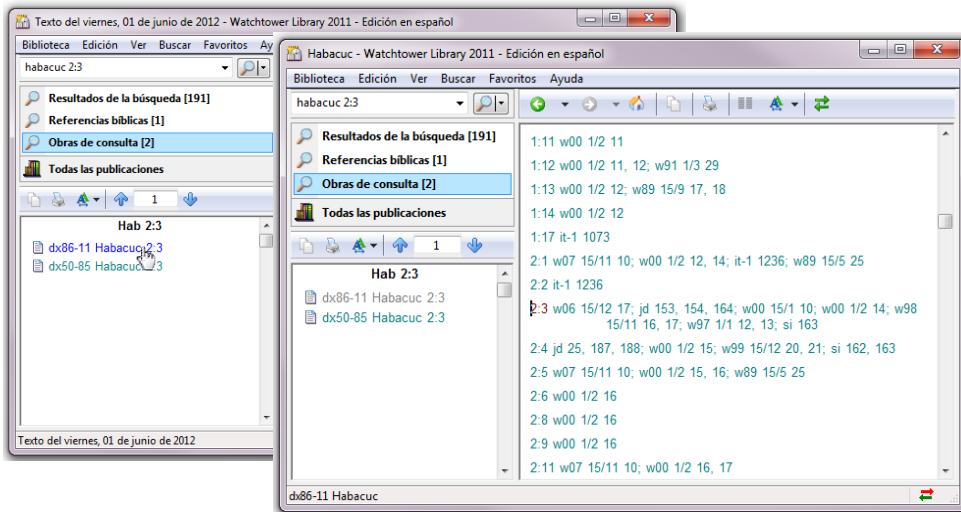 Texto del viernes, 01 de junio de 2012 - Watchtower Library 2011 - Edición en español
Biblioteca Edición Ver Buscar Favoritos Ay
habacuc 2:3
Resultados de la búsqueda [191]
Referencias bíblicas [1]
Obras de consulta [2]
Todas las publicaciones
1
Hab 2:3
dx86-11 Habacuc 2:3
dx50-85 Habacuc 2:3
Texto del viernes, 01 de junio de 2012
Habacuc - Watchtower Library 2011 - Edición en español
Biblioteca Edición Ver Buscar Favoritos Ayuda
habacuc 2:3
Resultados de la búsqueda [191]
Referencias bíblicas [1]
Obras de consulta [2]
Todas las publicaciones
1
Hab 2:3
dx86-11 Habacuc 2:3
dx50-85 Habacuc 2:3
1:11 w00 1/2 11
1:12 w00 1/2 11, 12; w91 1/3 29
1:13 w00 1/2 12; w89 15/9 17, 18
1:14 w00 1/2 12
1:17 it-1 1073
2:1 w07 15/11 10; w00 1/2 12, 14; it-1 1236; w89 15/5 25
2:2 it-1 1236
2:3 w06 15/12 17; jd 153, 154, 164; w00 15/1 10; w00 1/2 14; w98
15/11 16, 17; w97 1/1 12, 13; si 163
2:4 jd 25, 187, 188; w00 1/2 15; w99 15/12 20, 21; si 162, 163
2:5 w07 15/11 10; w00 1/2 15, 16; w89 15/5 25
2:6 w00 1/2 16
2:8 w00 1/2 16
2:9 w00 1/2 16
2:11 w07 15/11 10; w00 1/2 16, 17
dx86-11 Habacuc